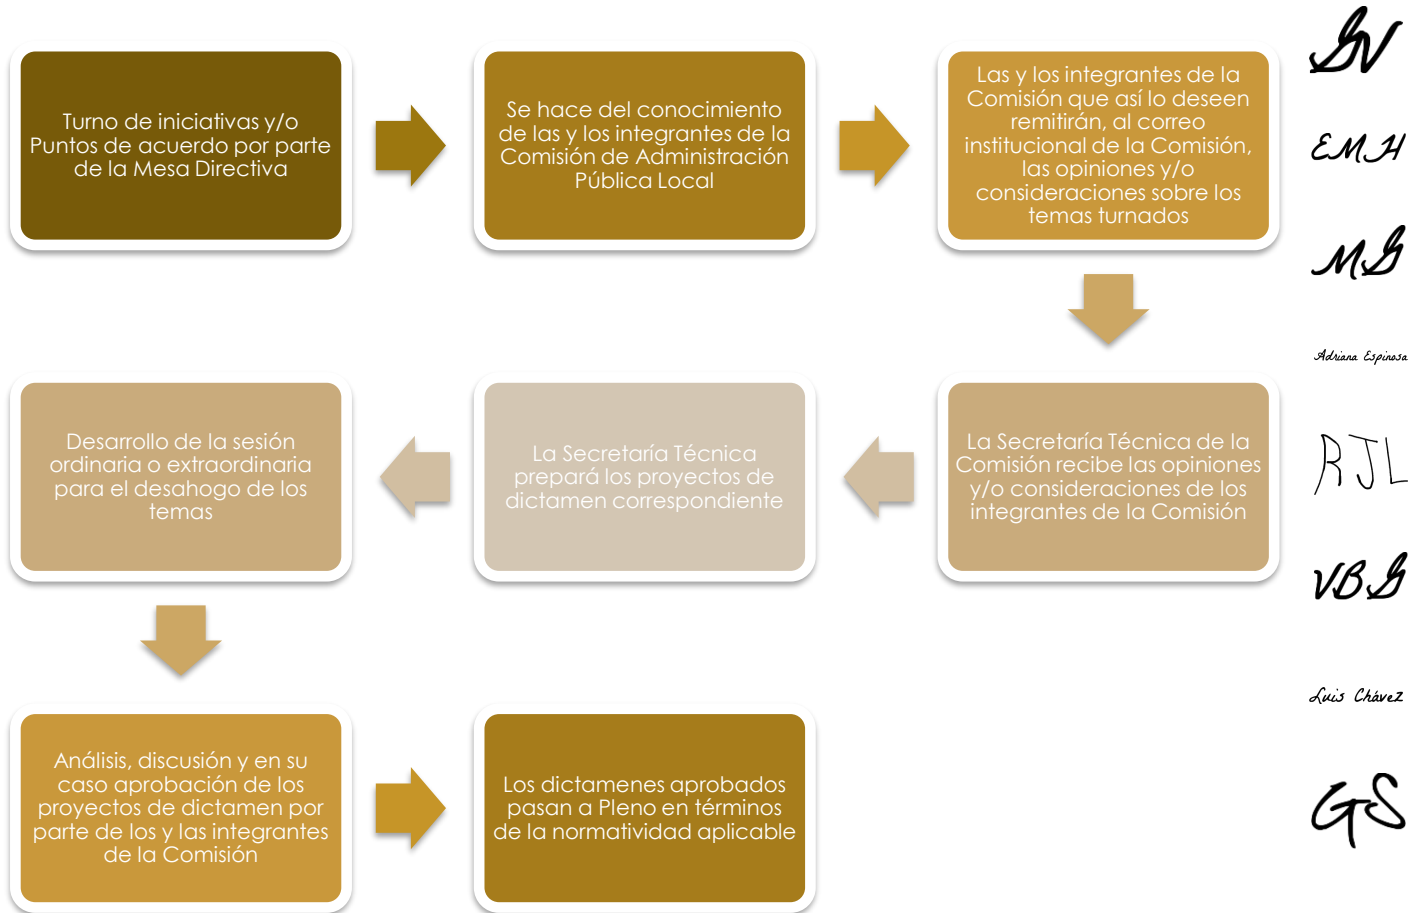 Turno de iniciativas y/o
Puntos de acuerdo por parte
de la Mesa Directiva
Se hace del conocimiento
de las y los integrantes de la
Comisión de Administración
Pública Local
Las y los integrantes de la
Comisión que así lo deseen
remitirán, al correo
institucional de la Comisión,
las opiniones y/o
consideraciones sobre los
temas turnados
La Secretaría Técnica de la
Comisión recibe las opiniones
y/o consideraciones de los
integrantes de la Comisión
La Secretaría Técnica
prepará los proyectos de
dictamen correspondiente
Desarrollo de la sesión
ordinaria o extraordinaria
para el desahogo de los
temas
Análisis, discusión y en su
caso aprobación de los
proyectos de dictamen por
parte de los y las integrantes
de la Comisión
Los dictamenes aprobados
pasan a Pleno en términos
de la normatividad aplicable
GV
EMH
MG
Adriana Espinosa
RJL
VBG
Luis Chávez
GS